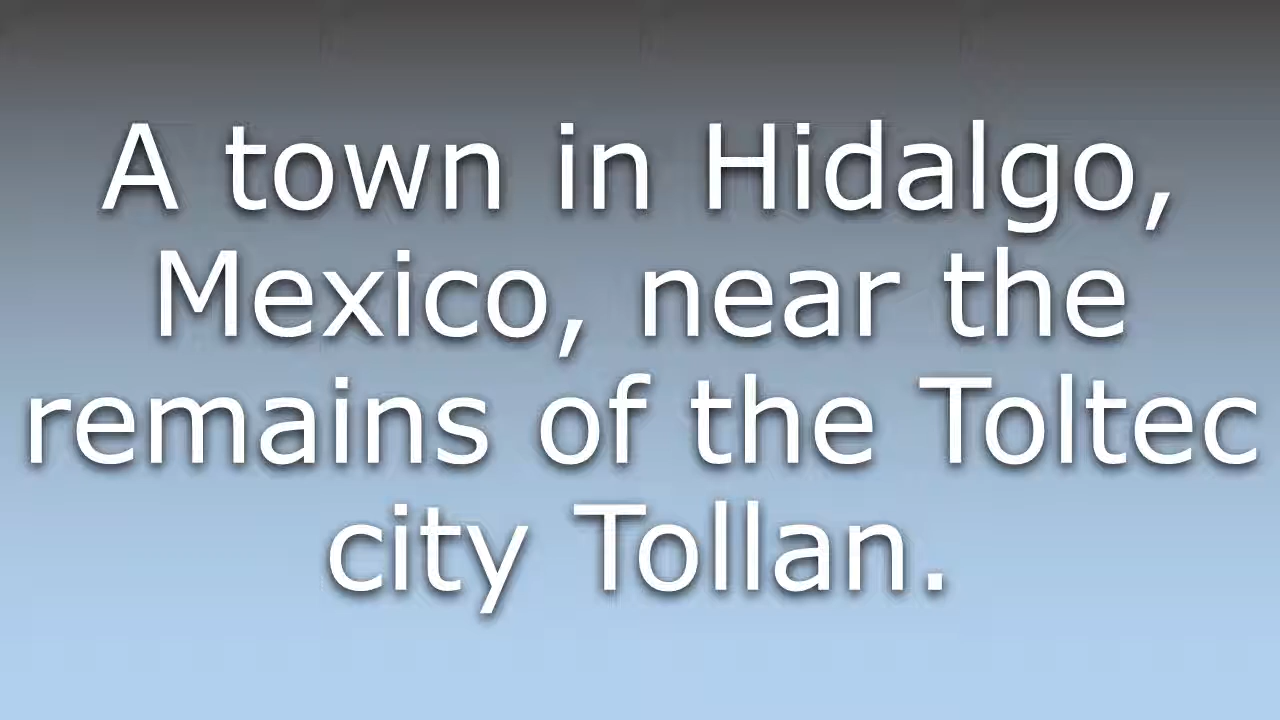 A town in Hidalgo,
Mexico, near the
remains of the Toltec
city Tollan.